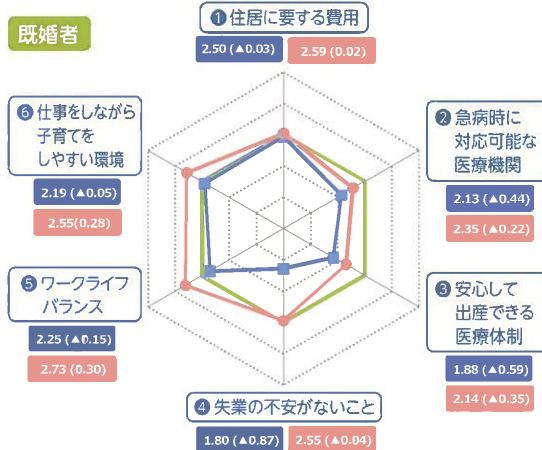 既婚者
❶住居に要する費用
2.50 (▲0.03)
2.59 (0.02)
❷急病時に
対応可能な
医療機関
2.13 (▲0.44)
2.35 (▲0.22)
❸安心して
出産できる
医療体制
1.88 (▲0.59)
2.14 (▲0.35)
❹失業の不安がないこと
1.80 (▲0.87)
2.55 (▲0.04)
❺ワークライフ
バランス
2.25 (▲0.15)
2.73 (0.30)
❻仕事をしながら
子育てを
しやすい環境
2.19 (▲0.05)
2.55(0.28)